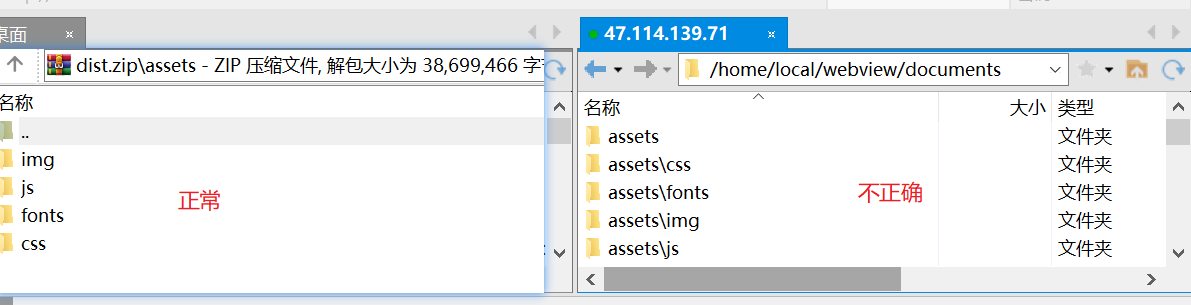 桌面
47.114.139.71
dist.zip\assets - ZIP 压缩文件, 解包大小为 38,699,466 字
/home/local/webview/documents
名称
..
img
js
fonts
css
正常
名称 大小 类型
assets 文件夹
assets\css 文件夹
assets\fonts 文件夹
assets\img 文件夹
assets\js 文件夹
不正确